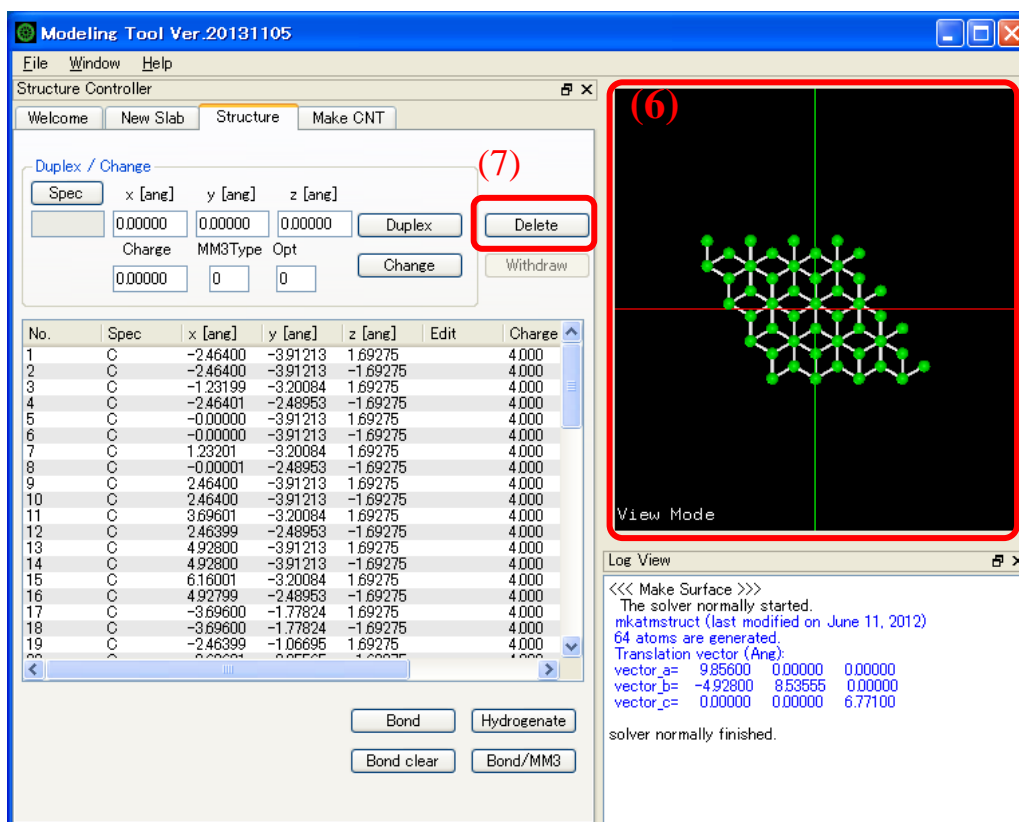 Modeling Tool Ver.20131105
File Window Help
Structure Controller
Welcome New Slab Structure Make CNT
(6)
Duplex / Change
(7)
Spec x [ang] y [ang] z [ang]
0.00000 0.00000 0.00000 Duplex Delete
Charge MM3Type Opt
0.00000 0 0 Change Withdraw
No. Spec x [ang] y [ang] z [ang] Edit Charge
1 C -2.46400 -3.91213 1.69275 4.000
2 C -2.46400 -3.91213 -1.69275 4.000
3 C -1.23199 -3.20084 1.69275 4.000
4 C -2.46401 -2.48953 -1.69275 4.000
5 C -0.00000 -3.91213 1.69275 4.000
6 C -0.00000 -3.91213 -1.69275 4.000
7 C 1.23201 -3.20084 1.69275 4.000
8 C -0.00001 -2.48953 -1.69275 4.000
9 C 2.46400 -3.91213 1.69275 4.000
10 C 2.46400 -3.91213 -1.69275 4.000
11 C 3.69601 -3.20084 1.69275 4.000
12 C 2.46399 -2.48953 -1.69275 4.000
13 C 4.92800 -3.91213 1.69275 4.000
14 C 4.92800 -3.91213 -1.69275 4.000
15 C 6.16001 -3.20084 1.69275 4.000
16 C 4.92799 -2.48953 -1.69275 4.000
17 C -3.69600 -1.77824 1.69275 4.000
18 C -3.69600 -1.77824 -1.69275 4.000
19 C -2.46399 -1.06695 1.69275 4.000
Bond Hydrogenate
Bond clear Bond/MM3
View Mode
Log View
<<< Make Surface >>>
The solver normally started.
mkatmstruct (last modified on June 11, 2012)
64 atoms are generated.
Translation vector (Ang):
vector_a= 9.85600 0.00000 0.00000
vector_b= -4.92800 8.53555 0.00000
vector_c= 0.00000 0.00000 6.77100
solver normally finished.